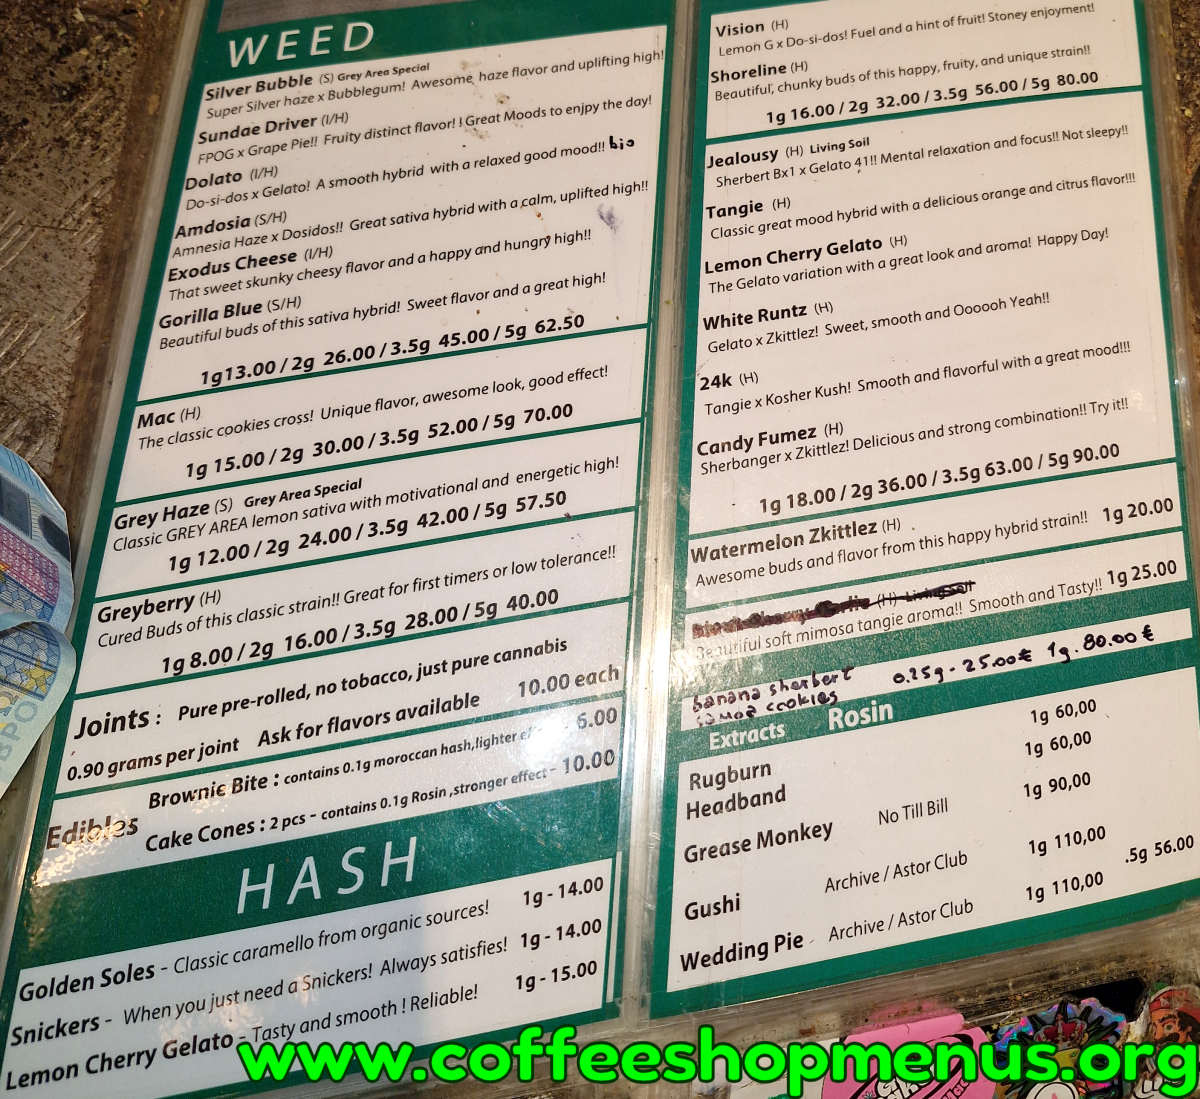 WEED
Silver Bubble (S) Grey Area Special
Super Silver haze x Bubblegum! Awesome haze flavor and uplifting high!
Sundae Driver (I/H)
FPOG x Grape Pie!! Fruity distinct flavor! ! Great Moods to enjoy the day!
Dolato (I/H)
Do-si-dos x Gelato! A smooth hybrid with a relaxed good mood!! bio
Amdosia (S/H)
Amnesia Haze x Dosidos!! Great sativa hybrid with a calm, uplifted high!!
Exodus Cheese (I/H)
That sweet skunky cheesy flavor and a happy and hungry high!!
Gorilla Blue (S/H)
Beautiful buds of this sativa hybrid! Sweet flavor and a great high!
1g13.00 / 2g 26.00 / 3.5g 45.00 / 5g 62.50
Mac (H)
The classic cookies cross! Unique flavor, awesome look, good effect!
1g 15.00 / 2g 30.00 / 3.5g 52.00 / 5g 70.00
Grey Haze (S) Grey Area Special
Classic GREY AREA lemon sativa with motivational and energetic high!
1g 12.00 / 2g 24.00 / 3.5g 42.00 / 5g 57.50
Greyberry (H)
Cured Buds of this classic strain!! Great for first timers or low tolerance!!
1g 8.00 / 2g 16.00 / 3.5g 28.00 / 5g 40.00
Joints : Pure pre-rolled, no tobacco, just pure cannabis
0.90 grams per joint Ask for flavors available 10.00 each
Edibles
Brownie Bite : contains 0.1g moroccan hash,lighter 6.00
Cake Cones : 2 pcs - contains 0.1g Rosin ,stronger effect - 10.00
HASH
Golden Soles - Classic caramello from organic sources! 1g - 14.00
Snickers - When you just need a Snickers! Always satisfies! 1g - 14.00
Lemon Cherry Gelato - Tasty and smooth ! Reliable! 1g - 15.00
Vision (H)
Lemon G x Do-si-dos! Fuel and a hint of fruit! Stoney enjoyment!
Shoreline (H)
Beautiful, chunky buds of this happy, fruity, and unique strain!!
1g 16.00 / 2g 32.00 / 3.5g 56.00 / 5g 80.00
Jealousy (H) Living Soil
Sherbert Bx1 x Gelato 41!! Mental relaxation and focus!! Not sleepy!!
Tangie (H)
Classic great mood hybrid with a delicious orange and citrus flavor!!!
Lemon Cherry Gelato (H)
The Gelato variation with a great look and aroma! Happy Day!
White Runtz (H)
Gelato x Zkittlez! Sweet, smooth and Oooooh Yeah!!
24k (H)
Tangie x Kosher Kush! Smooth and flavorful with a great mood!!!
Candy Fumez (H)
Sherbanger x Zkittlez! Delicious and strong combination!! Try it!!
1g 18.00 / 2g 36.00 / 3.5g 63.00 / 5g 90.00
Watermelon Zkittlez (H)
Awesome buds and flavor from this happy hybrid strain!! 1g 20.00
(H) Living Soil
Beautiful soft mimosa tangie aroma!! Smooth and Tasty!! 1g 25.00
banana sherbert 0.25g - 25.00€ 1g. 80.00€
samoa cookies
Extracts Rosin
Rugburn 1g 60,00
Headband 1g 60,00
Grease Monkey No Till Bill 1g 90,00
Gushi Archive / Astor Club 1g 110,00 .5g 56.00
Wedding Pie - Archive / Astor Club 1g 110,00
www.coffeeshopmenus.org